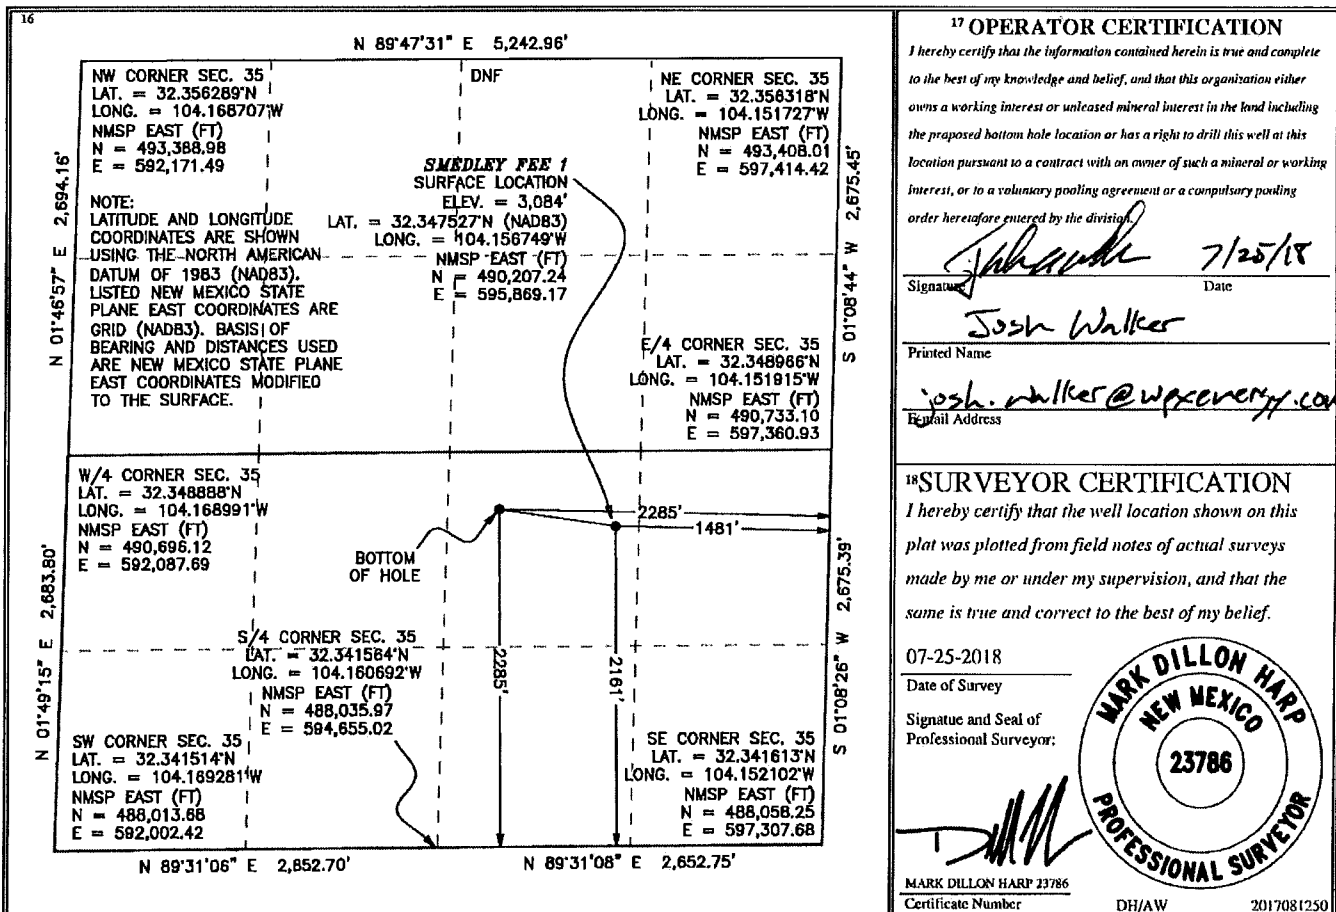 16
N 89°47'31" E 5,242.96'
NW CORNER SEC. 35
LAT. = 32.356289°N
LONG. = 104.168707°W
NMSP EAST (FT)
N = 493,388.98
E = 592,171.49
DNF
NE CORNER SEC. 35
LAT. = 32.356318°N
LONG. = 104.151727°W
NMSP EAST (FT)
N = 493,408.01
E = 597,414.42
N 01°46'57" E 2,694.16'
NOTE:
LATITUDE AND LONGITUDE
COORDINATES ARE SHOWN
USING THE NORTH AMERICAN
DATUM OF 1983 (NAD83).
LISTED NEW MEXICO STATE
PLANE EAST COORDINATES ARE
GRID (NAD83). BASIS OF
BEARING AND DISTANCES USED
ARE NEW MEXICO STATE PLANE
EAST COORDINATES MODIFIED
TO THE SURFACE.
SMEDLEY FEE 1
SURFACE LOCATION
ELEV. = 3,084'
LAT. = 32.347527°N (NAD83)
LONG. = 104.156749°W
NMSP EAST (FT)
N = 490,207.24
E = 595,869.17
S 01°08'44" W 2,675.45'
E/4 CORNER SEC. 35
LAT. = 32.348966°N
LONG. = 104.151915°W
NMSP EAST (FT)
N = 490,733.10
E = 597,360.93
W/4 CORNER SEC. 35
LAT. = 32.348888°N
LONG. = 104.168991°W
NMSP EAST (FT)
N = 490,696.12
E = 592,087.69
BOTTOM
OF HOLE
2285'
1481'
2285'
2161'
N 01°49'15" E 2,683.80'
S 01°08'26" W 2,675.39'
S/4 CORNER SEC. 35
LAT. = 32.341564°N
LONG. = 104.160692°W
NMSP EAST (FT)
N = 488,035.97
E = 594,655.02
SW CORNER SEC. 35
LAT. = 32.341514°N
LONG. = 104.169281°W
NMSP EAST (FT)
N = 488,013.68
E = 592,002.42
SE CORNER SEC. 35
LAT. = 32.341613°N
LONG. = 104.152102°W
NMSP EAST (FT)
N = 488,058.25
E = 597,307.68
N 89°31'06" E 2,652.70'
N 89°31'08" E 2,652.75'
17 OPERATOR CERTIFICATION
I hereby certify that the information contained herein is true and complete
to the best of my knowledge and belief, and that this organization either
owns a working interest or unleased mineral interest in the land including
the proposed bottom hole location or has a right to drill this well at this
location pursuant to a contract with an owner of such a mineral or working
interest, or to a voluntary pooling agreement or a compulsory pooling
order heretofore entered by the division.
7/25/18
Signature Date
Josh Walker
Printed Name
josh.walker@wpxenergy.com
E-mail Address
18 SURVEYOR CERTIFICATION
I hereby certify that the well location shown on this
plat was plotted from field notes of actual surveys
made by me or under my supervision, and that the
same is true and correct to the best of my belief.
07-25-2018
Date of Survey
Signatue and Seal of
Professional Surveyor:
MARK DILLON HARP
NEW MEXICO
23786
PROFESSIONAL SURVEYOR
MARK DILLON HARP 23786
Certificate Number
DH/AW 2017081250